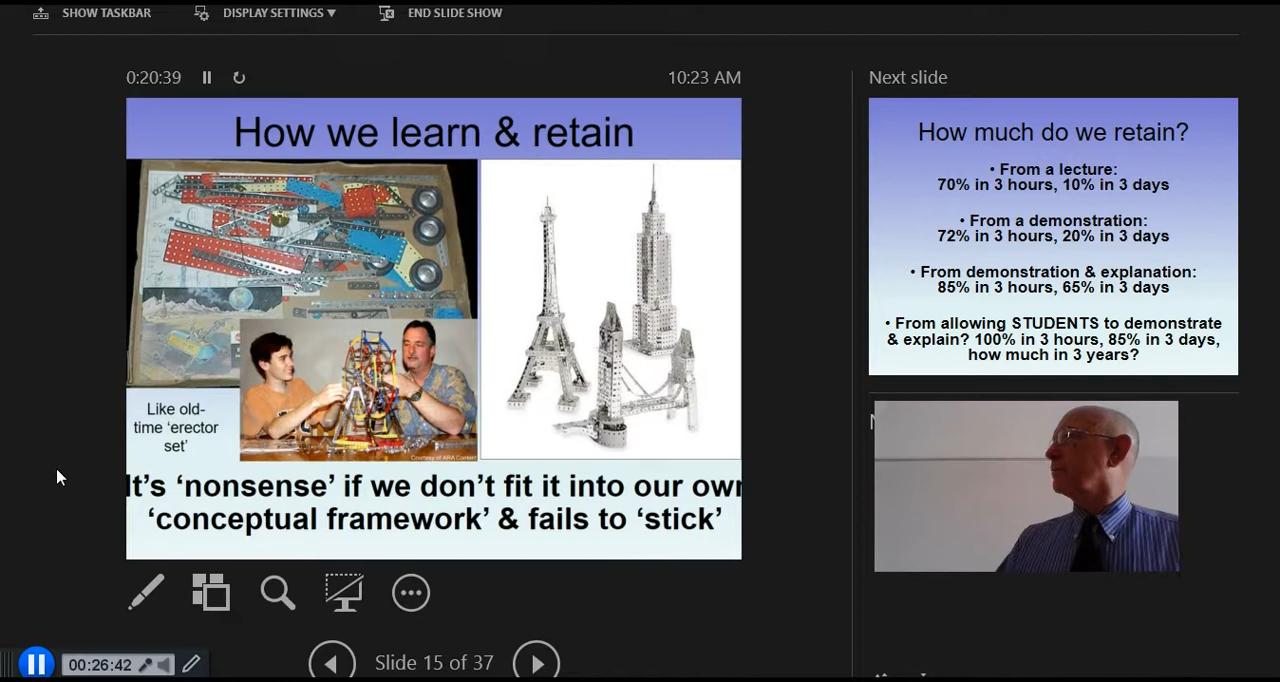 SHOW TASKBAR
DISPLAY SETTINGS ▼
END SLIDE SHOW
0:20:39
10:23 AM
How we learn & retain
Like old-
time ‘erector
set’
Courtesy of ARA Content
It’s ‘nonsense’ if we don’t fit it into our own
‘conceptual framework’ & fails to ‘stick’
Next slide
How much do we retain?
• From a lecture:
70% in 3 hours, 10% in 3 days
• From a demonstration:
72% in 3 hours, 20% in 3 days
• From demonstration & explanation:
85% in 3 hours, 65% in 3 days
• From allowing STUDENTS to demonstrate
& explain? 100% in 3 hours, 85% in 3 days,
how much in 3 years?
Slide 15 of 37
00:26:42